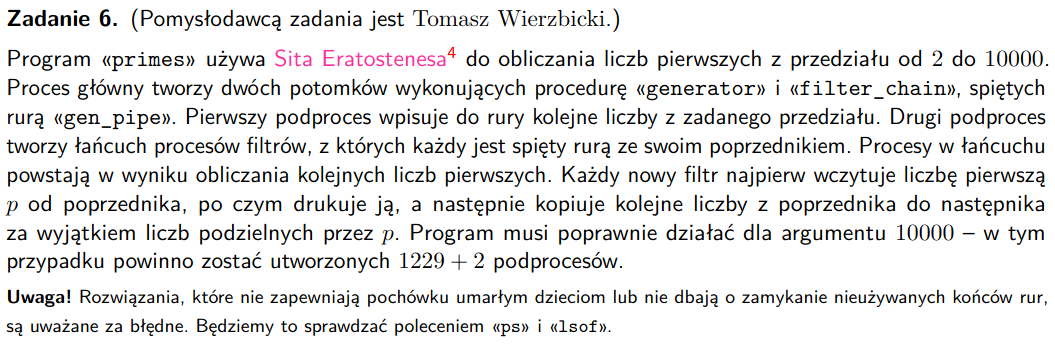 Zadanie 6. (Pomysłodawcą zadania jest Tomasz Wierzbicki.)
Program «primes» używa Sita Eratostenesa⁴ do obliczania liczb pierwszych z przedziału od 2 do 10000.
Proces główny tworzy dwóch potomków wykonujących procedurę «generator» i «filter_chain», spiętych
rurą «gen_pipe». Pierwszy podproces wpisuje do rury kolejne liczby z zadanego przedziału. Drugi podproces
tworzy łańcuch procesów filtrów, z których każdy jest spięty rurą ze swoim poprzednikiem. Procesy w łańcuchu
powstają w wyniku obliczania kolejnych liczb pierwszych. Każdy nowy filtr najpierw wczytuje liczbę pierwszą
p od poprzednika, po czym drukuje ją, a następnie kopiuje kolejne liczby z poprzednika do następnika
za wyjątkiem liczb podzielnych przez p. Program musi poprawnie działać dla argumentu 10000 – w tym
przypadku powinno zostać utworzonych 1229 + 2 podprocesów.
Uwaga! Rozwiązania, które nie zapewniają pochówku umarłym dzieciom lub nie dbają o zamykanie nieużywanych końców rur,
są uważane za błędne. Będziemy to sprawdzać poleceniem «ps» i «lsof».